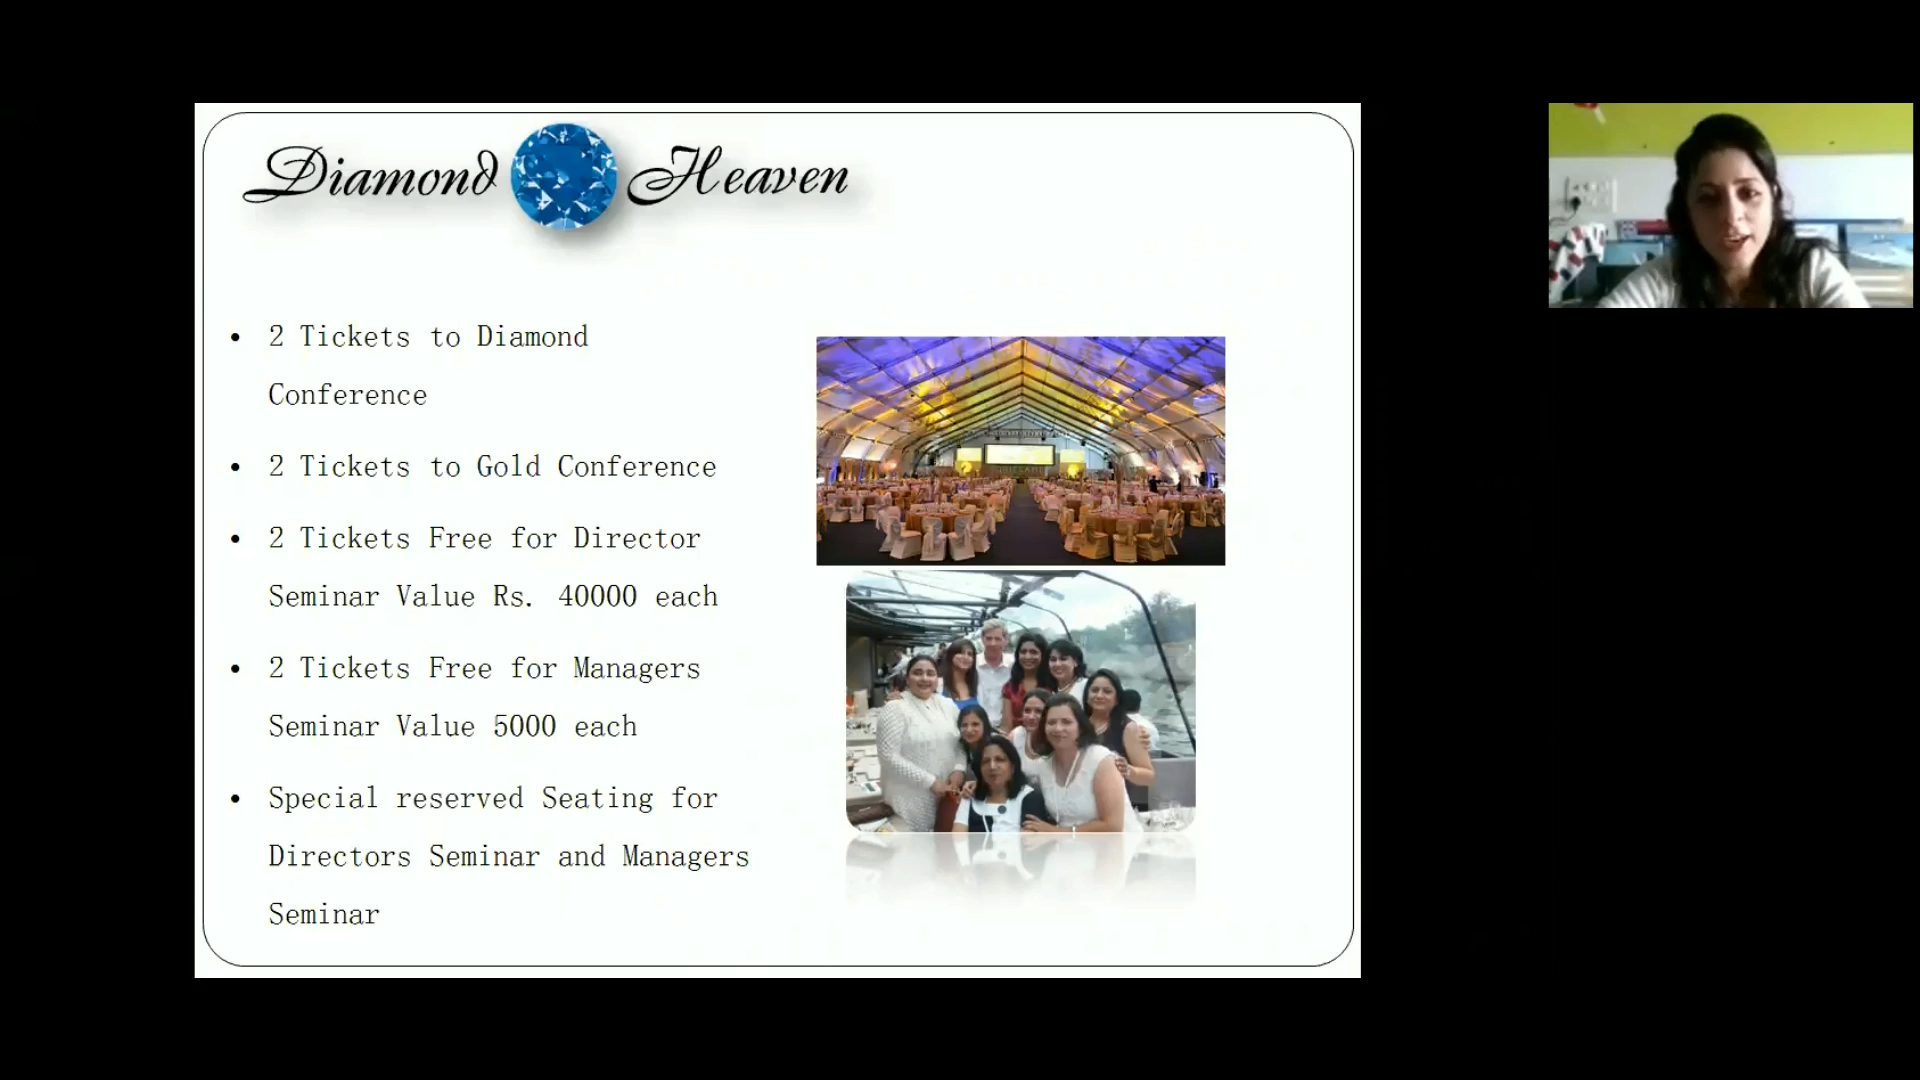 Diamond Heaven
• 2 Tickets to Diamond
Conference
• 2 Tickets to Gold Conference
• 2 Tickets Free for Director
Seminar Value Rs. 40000 each
• 2 Tickets Free for Managers
Seminar Value 5000 each
• Special reserved Seating for
Directors Seminar and Managers
Seminar